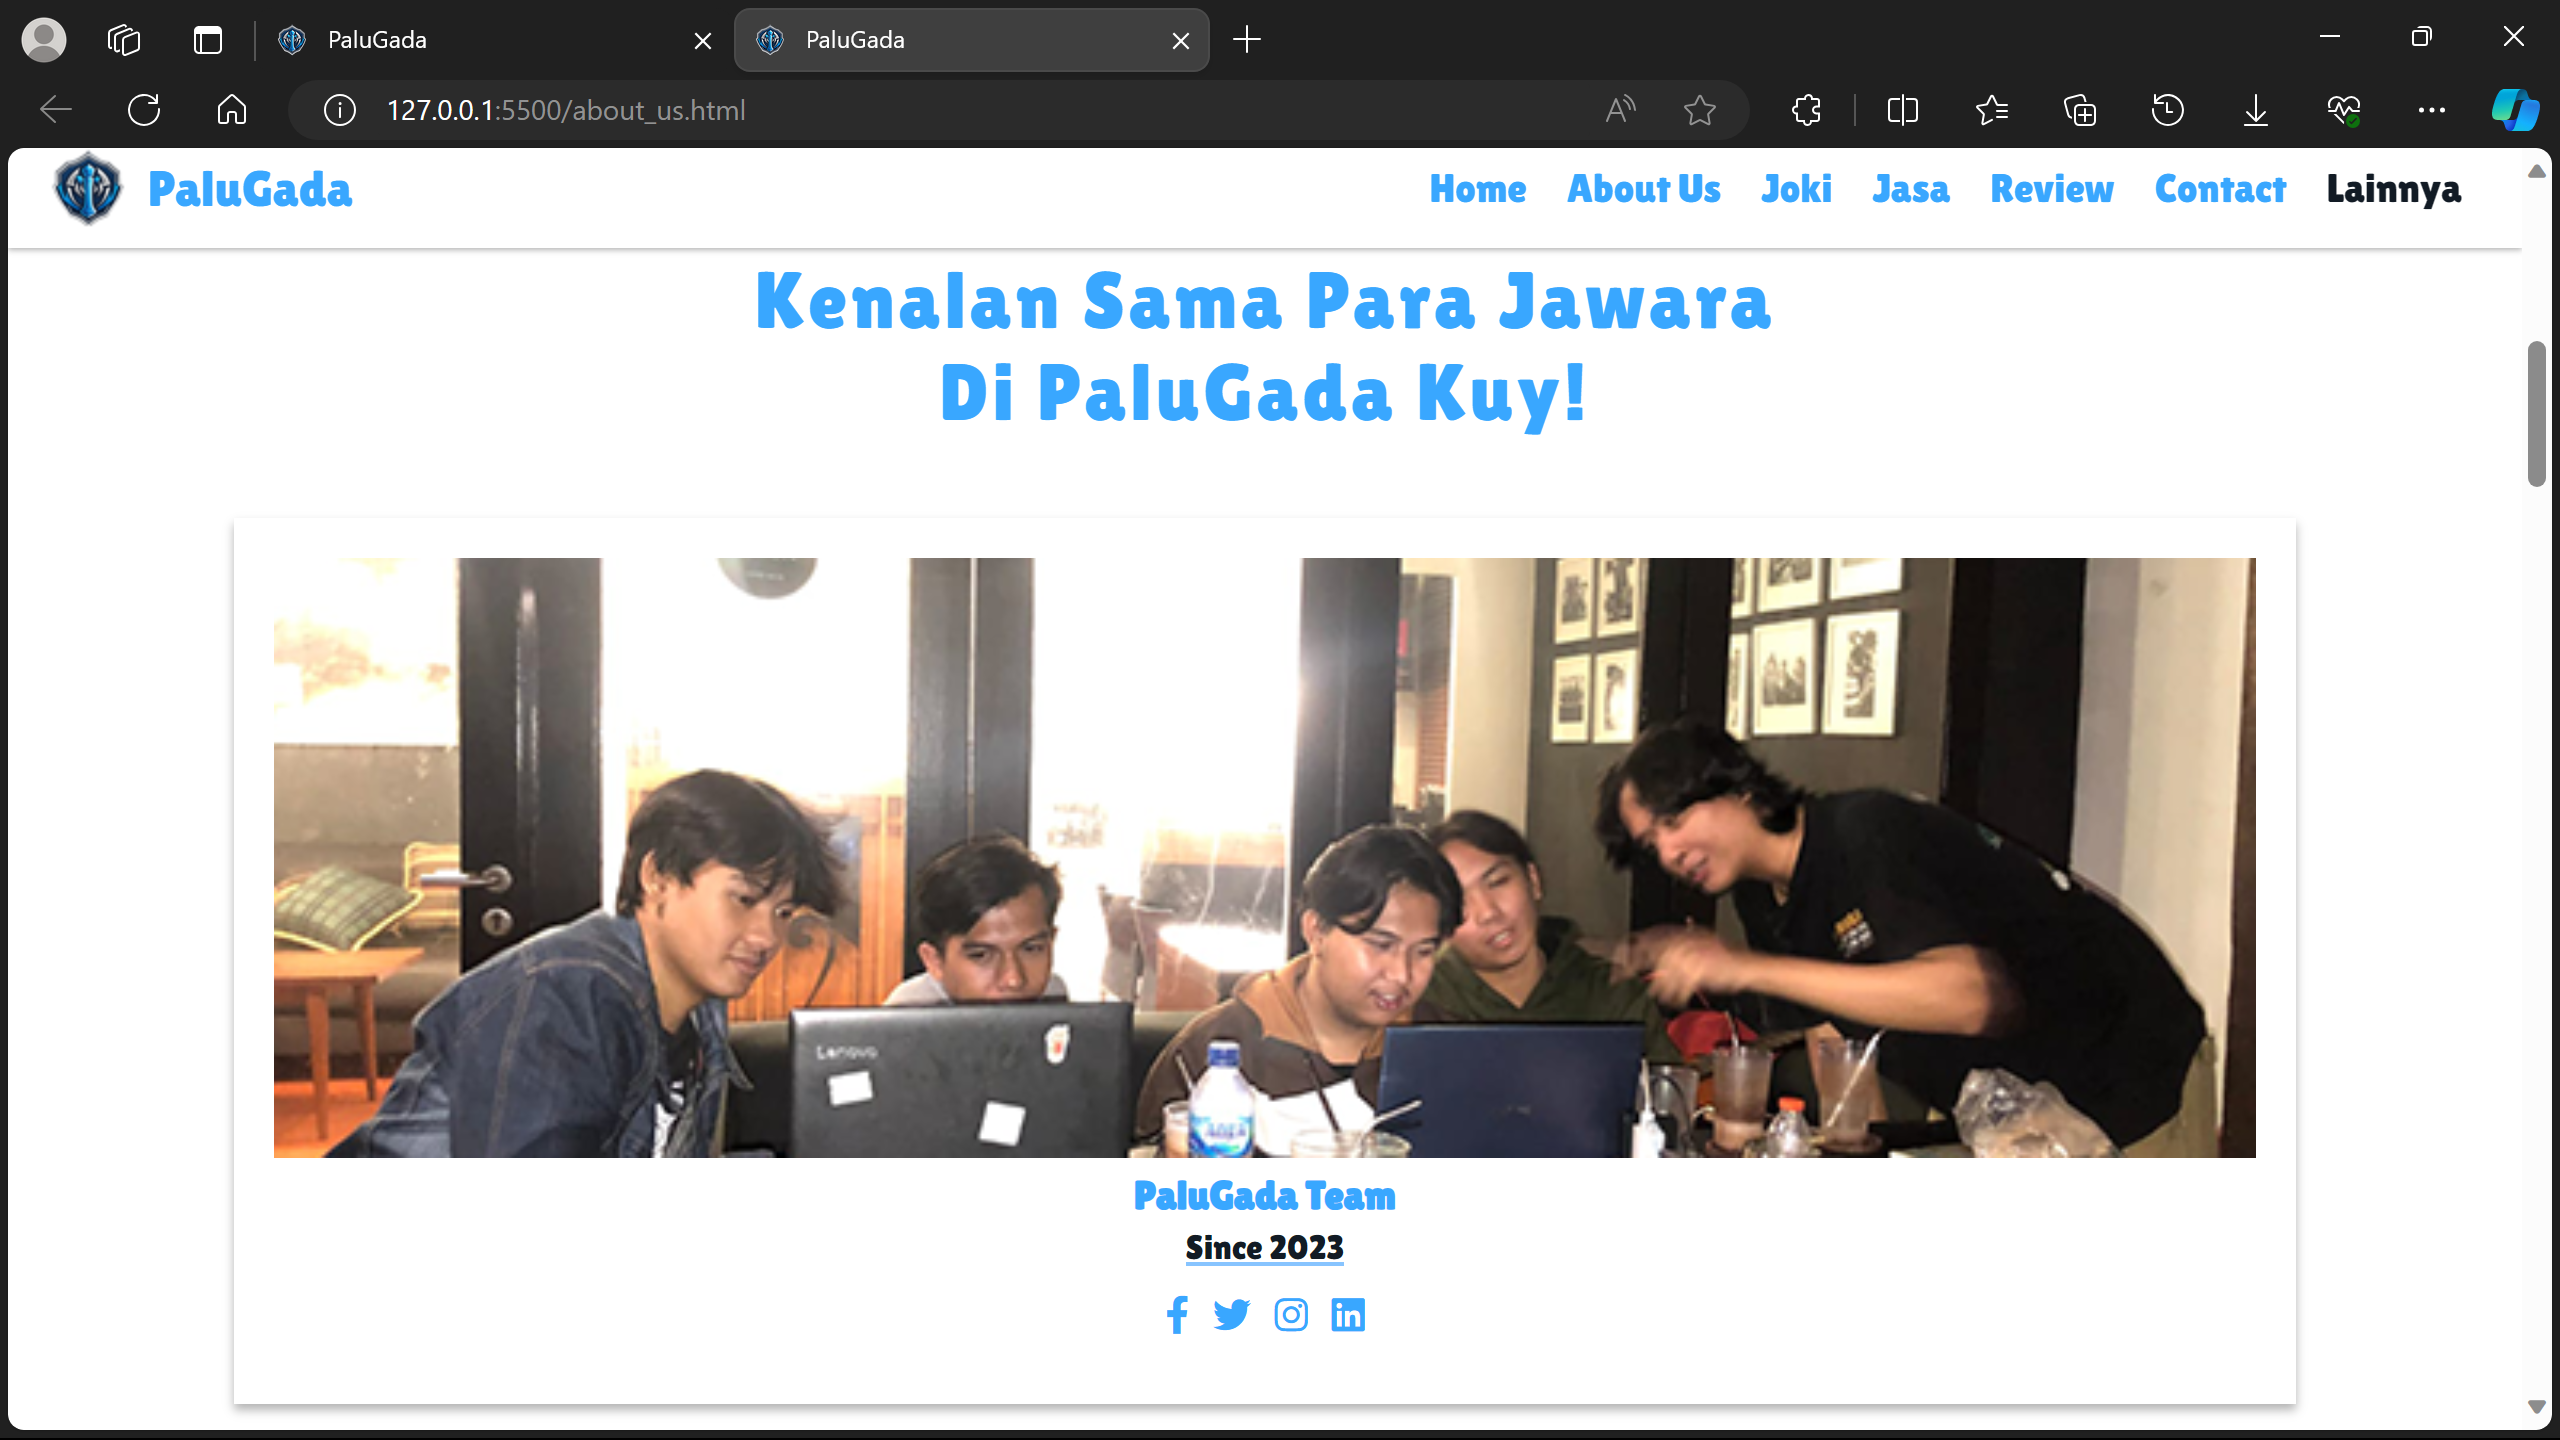 PaluGada
PaluGada
127.0.0.1:5500/about_us.html
PaluGada
Home About Us Joki Jasa Review Contact Lainnya
Kenalan Sama Para Jawara
Di PaluGada Kuy!
Lenovo
PaluGada Team
Since 2023